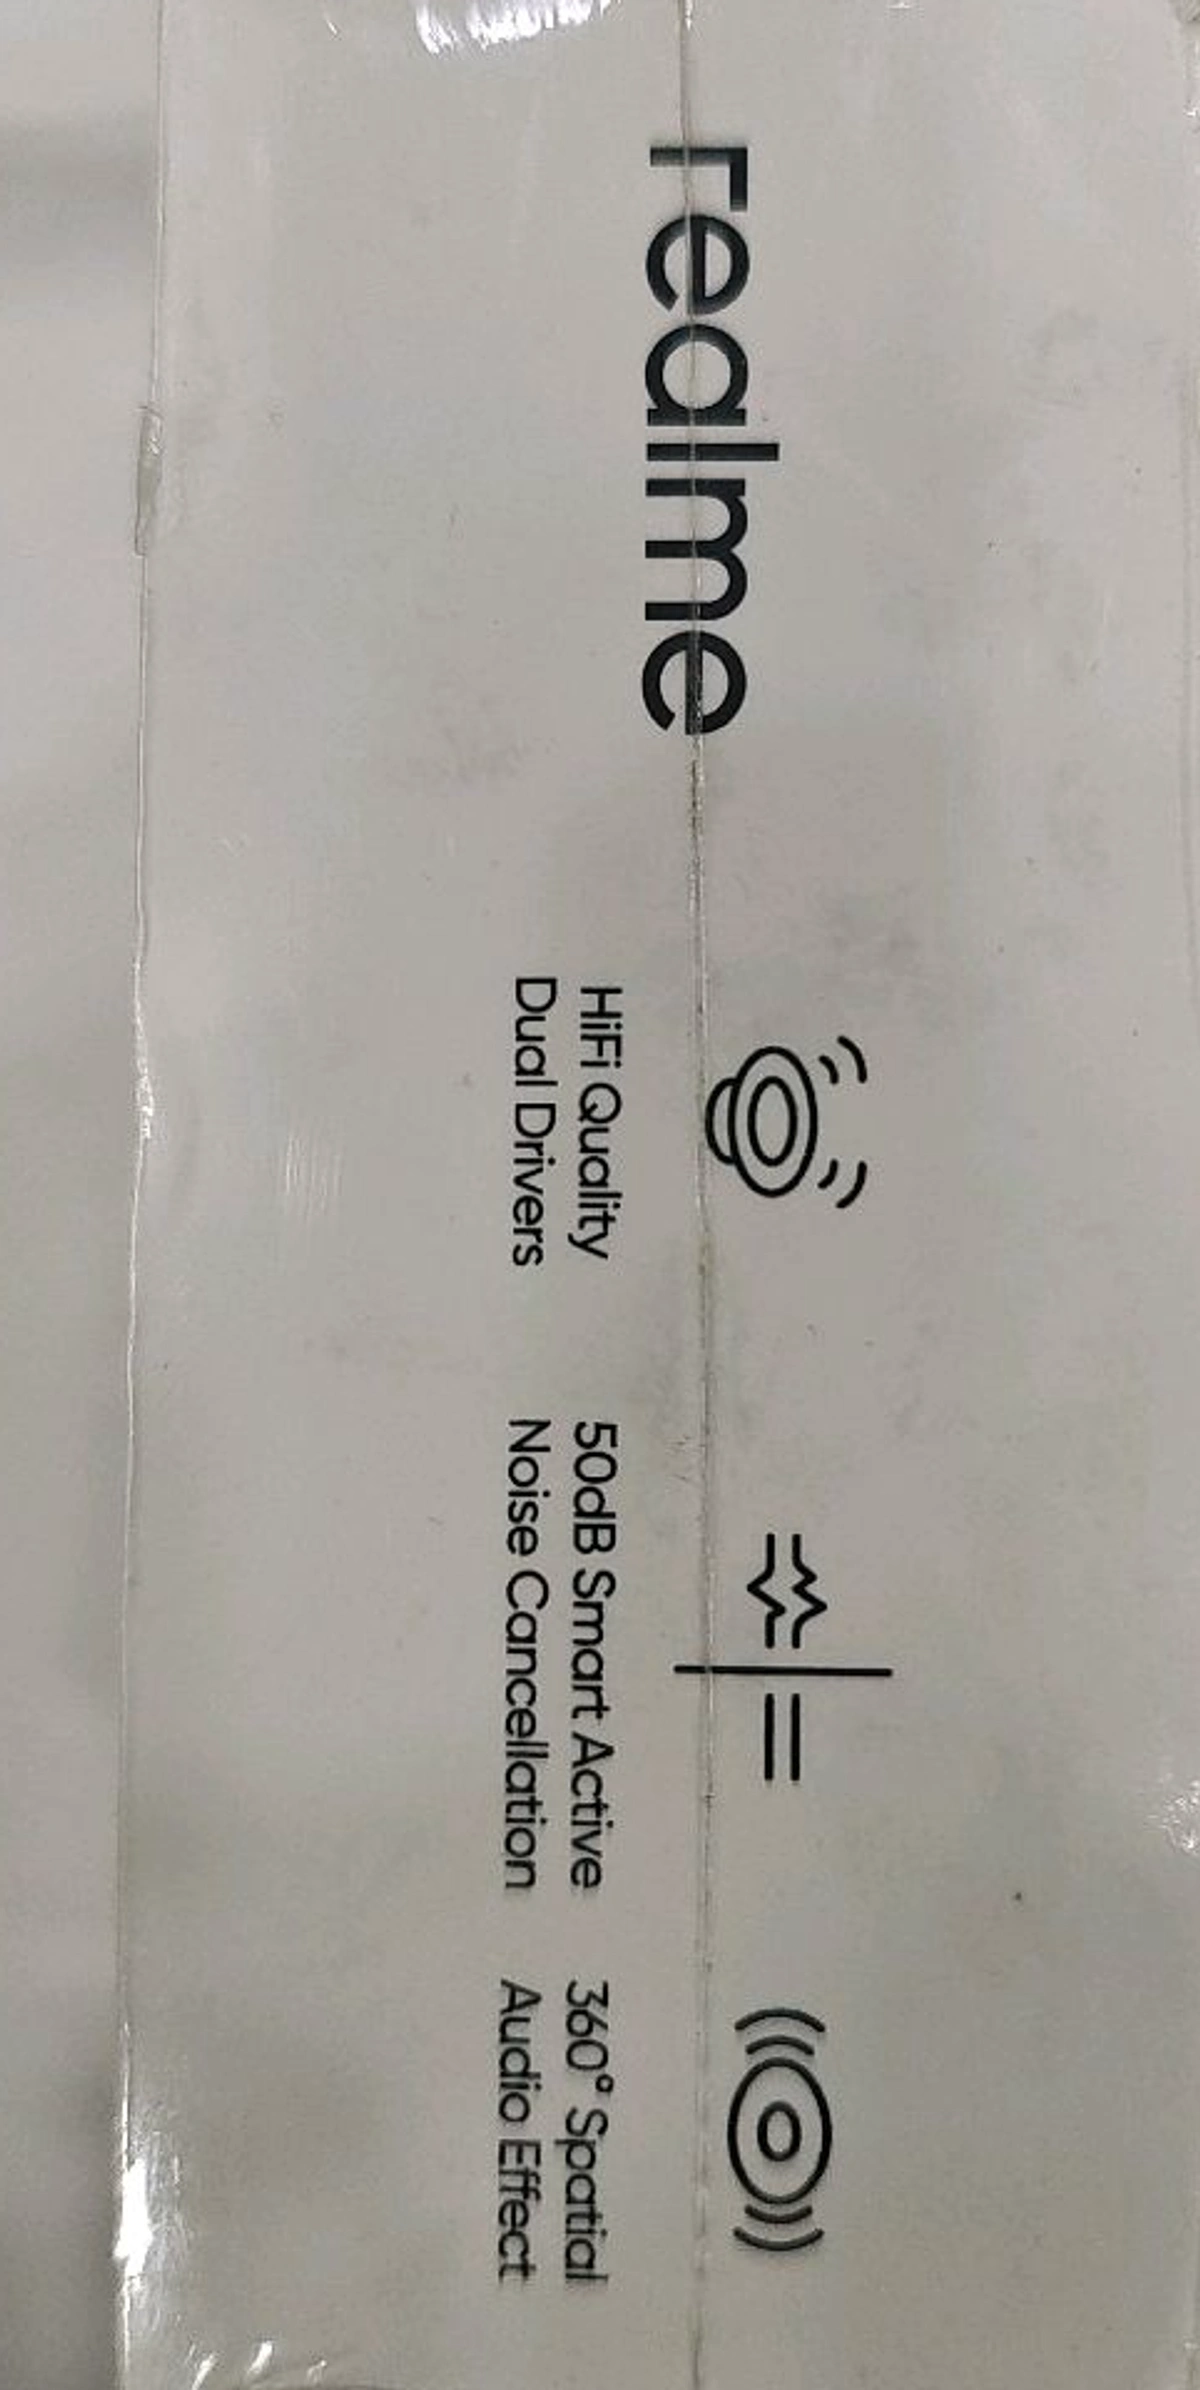 realme
HiFi Quality
Dual Drivers
50dB Smart Active
Noise Cancellation
360° Spatial
Audio Effect